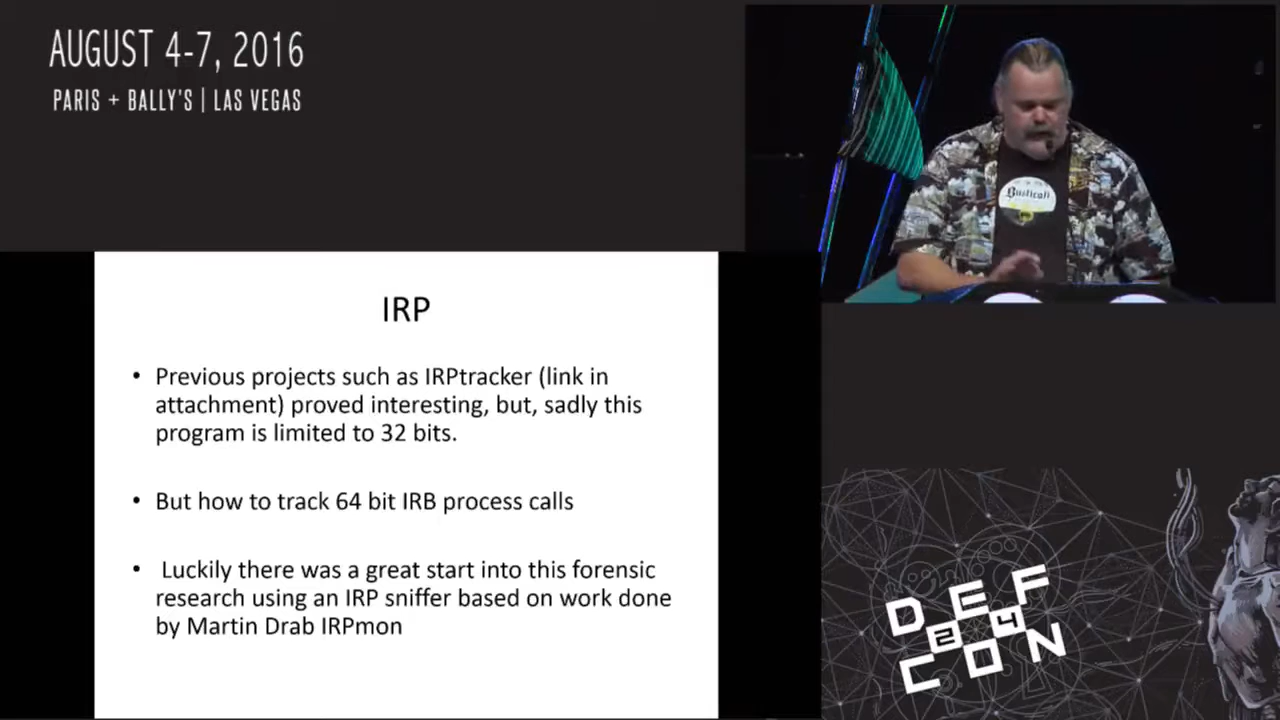 AUGUST 4-7, 2016
PARIS + BALLY'S | LAS VEGAS
IRP
• Previous projects such as IRPtracker (link in
attachment) proved interesting, but, sadly this
program is limited to 32 bits.
• But how to track 64 bit IRB process calls
• Luckily there was a great start into this forensic
research using an IRP sniffer based on work done
by Martin Drab IRPmon
DEF
24
CON